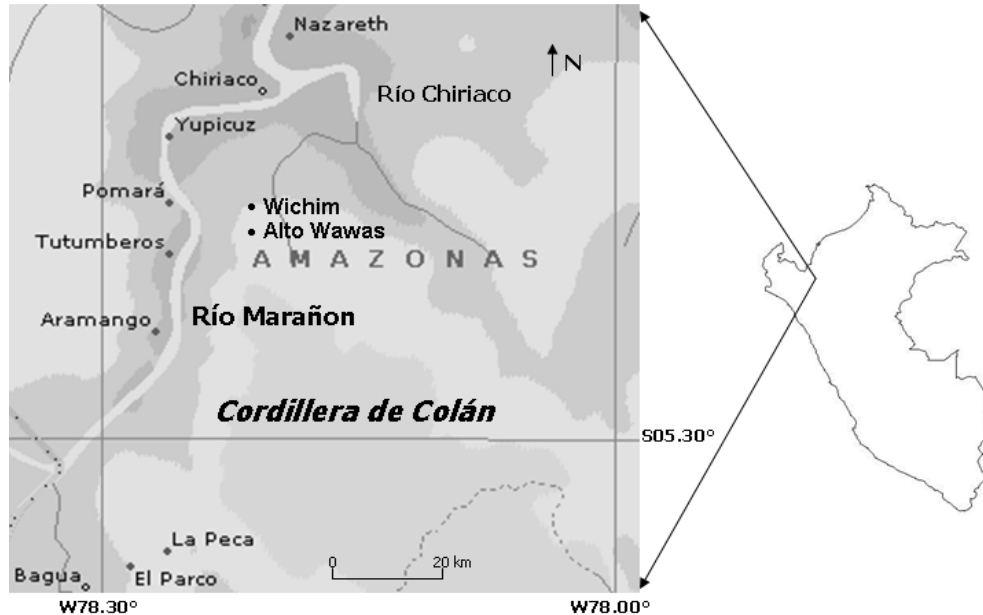 Nazareth
N
Chiriaco
Río Chiriaco
Yupicuz
Pomará
Wichim
Alto Wawas
Tutumberos
AMAZONAS
Aramango
Río Marañon
Cordillera de Colán
S05.30°
La Peca
0 20 km
Bagua
El Parco
W78.30°
W78.00°